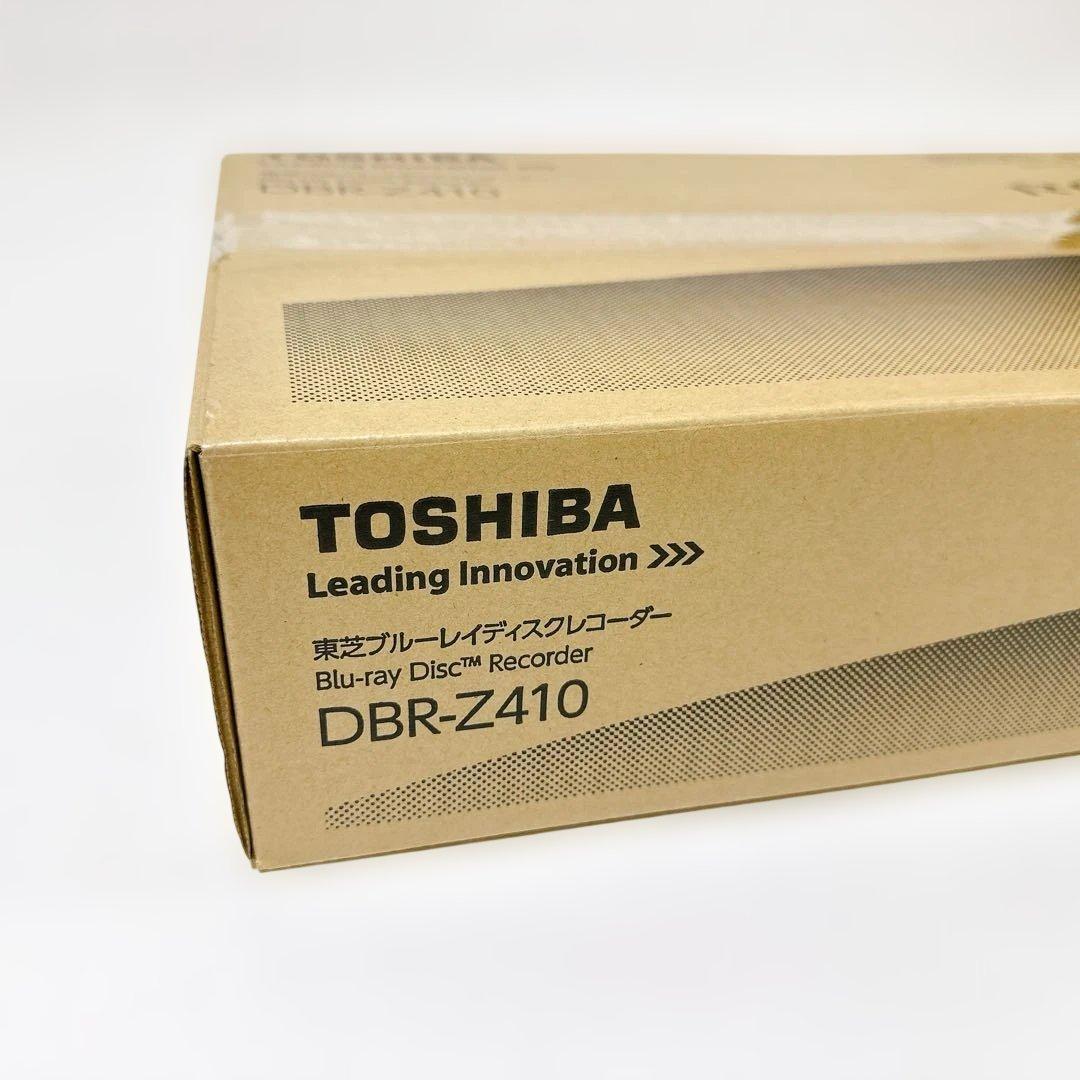 TOSHIBA
DBR-Z410
TOSHIBA
Leading Innovation >>>
東芝ブルーレイディスクレコーダー
Blu-ray Disc™ Recorder
DBR-Z410